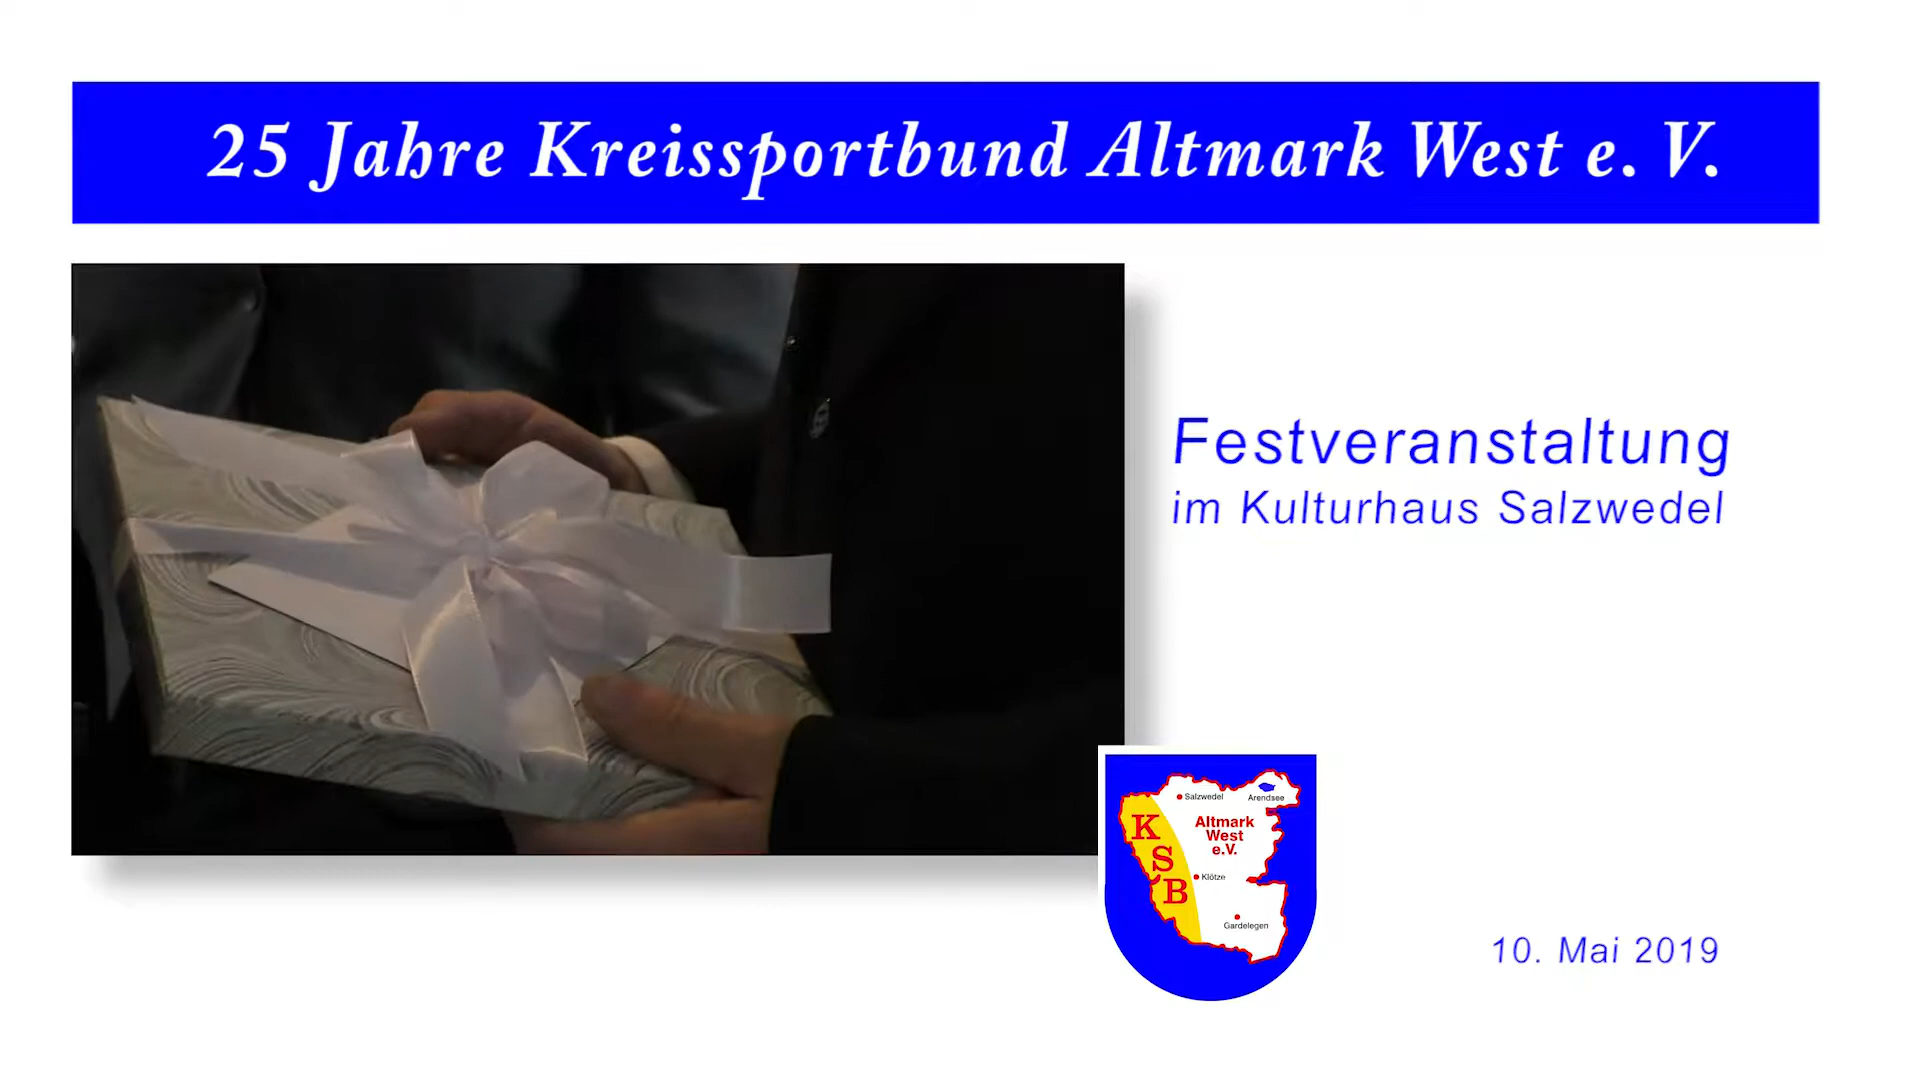 25 Jahre Kreissportbund Altmark West e. V.
Festveranstaltung
im Kulturhaus Salzwedel
Salzwedel
Arendsee
Altmark
West
e.V.
K
S
B
Klötze
Gardelegen
10. Mai 2019